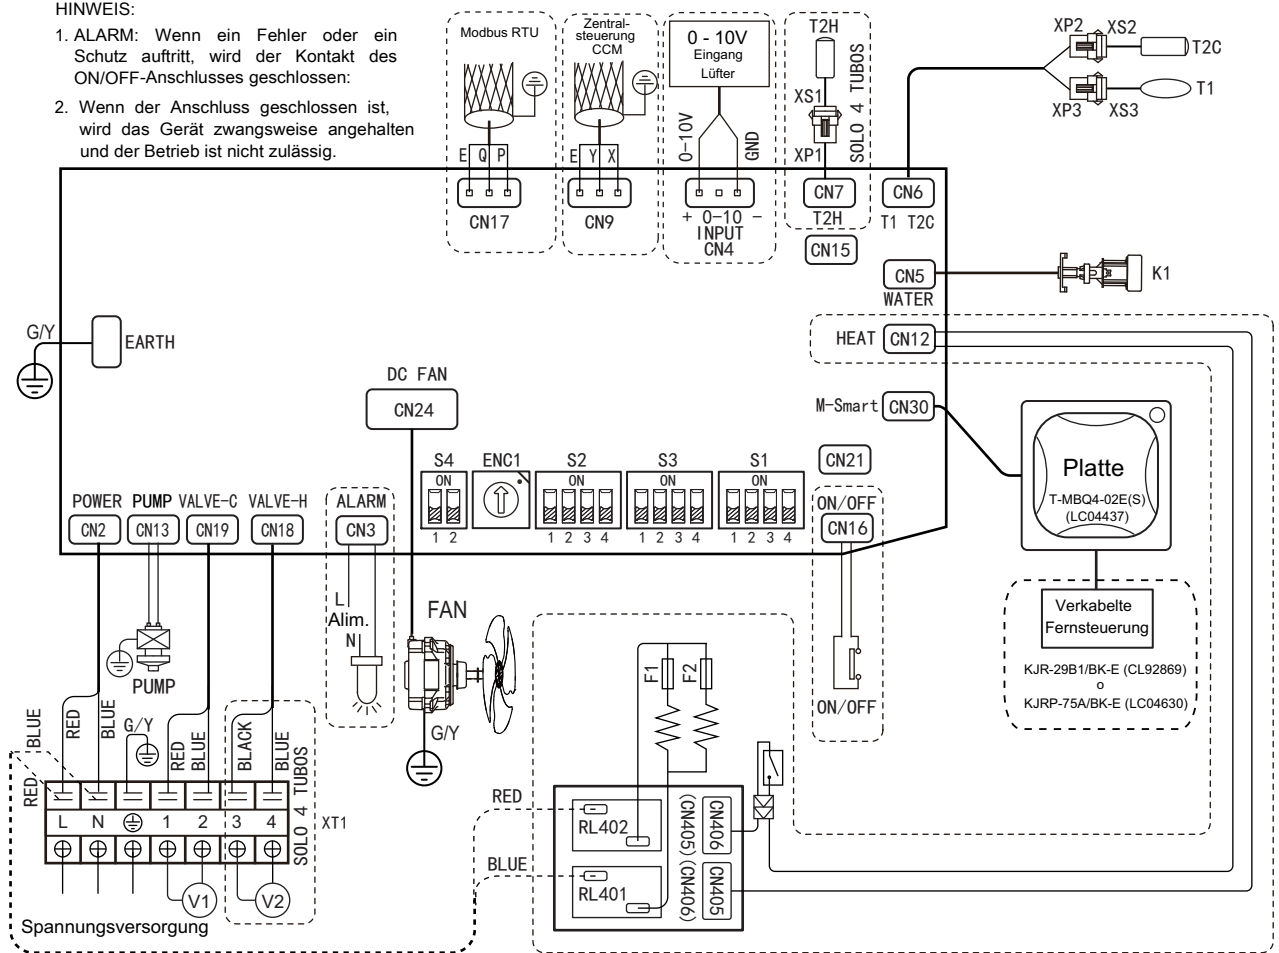 HINWEIS:
1. ALARM: Wenn ein Fehler oder ein
Schutz auftritt, wird der Kontakt des
ON/OFF-Anschlusses geschlossen:
2. Wenn der Anschluss geschlossen ist,
wird das Gerät zwangsweise angehalten
und der Betrieb ist nicht zulässig.
Modbus RTU
E Q P
CN17
Zentral-
steuerung
CCM
E Y X
CN9
0 - 10V
Eingang
Lüfter
0-10V
GND
+ 0-10 -
INPUT
CN4
T2H
XS1
XP1
SOLO 4 TUBOS
CN7
T2H
CN15
XP2 XS2
T2C
XP3 XS3
T1
CN6
T1 T2C
CN5
WATER
K1
HEAT CN12
M-Smart CN30
CN21
G/Y
EARTH
DC FAN
CN24
S4
ON
1 2
ENC1
S2
ON
1 2 3 4
S3
ON
1 2 3 4
S1
ON
1 2 3 4
ON/OFF
CN16
ON/OFF
Platte
T-MBQ4-02E(S)
(LC04437)
Verkabelte
Fernsteuerung
KJR-29B1/BK-E (CL92869)
o
KJRP-75A/BK-E (LC04630)
POWER PUMP VALVE-C VALVE-H
CN2 CN13 CN19 CN18
ALARM
CN3
L
Alim.
N
PUMP
FAN
G/Y
BLUE
RED
RED
BLUE
G/Y
RED
BLUE
BLACK
BLUE
SOLO 4 TUBOS
L N 1 2 3 4
XT1
V1 V2
Spannungsversorgung
F1 F2
RED
BLUE
RL402
RL401
(CN405)
CN406
(CN406)
CN405